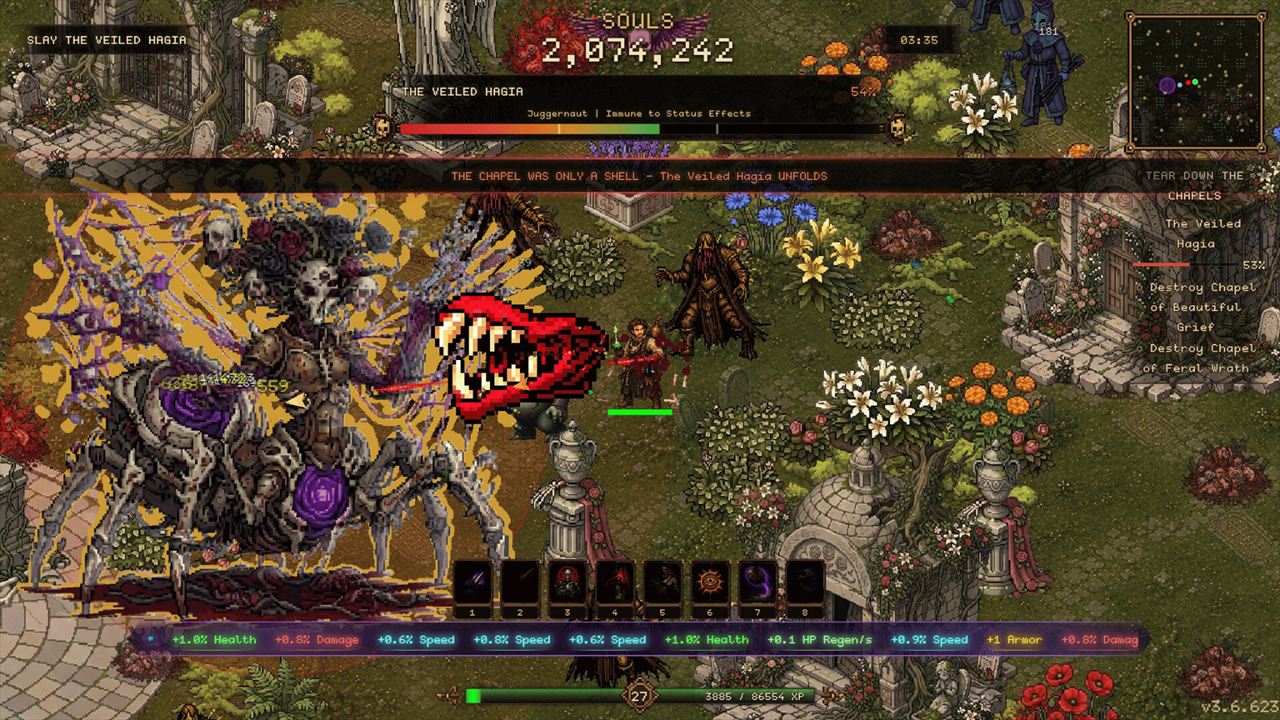 SLAY THE VEILED HAGIA
SOULS
2,074,242
03:35
181
THE VEILED HAGIA
54%
Juggernaut | Immune to Status Effects
THE CHAPEL WAS ONLY A SHELL - The Veiled Hagia UNFOLDS
TEAR DOWN THE
CHAPELS
The Veiled
Hagia
53%
Destroy Chapel
of Beautiful
Grief
Destroy Chapel
of Feral Wrath
559
1 2 3 4 5 6 7 8
+1.0% Health +0.8% Damage +0.6% Speed +0.8% Speed +0.6% Speed +1.0% Health +0.1 HP Regen/s +0.9% Speed +1 Armor +0.8% Damag
27
3885 / 86554 XP
v3.6.623